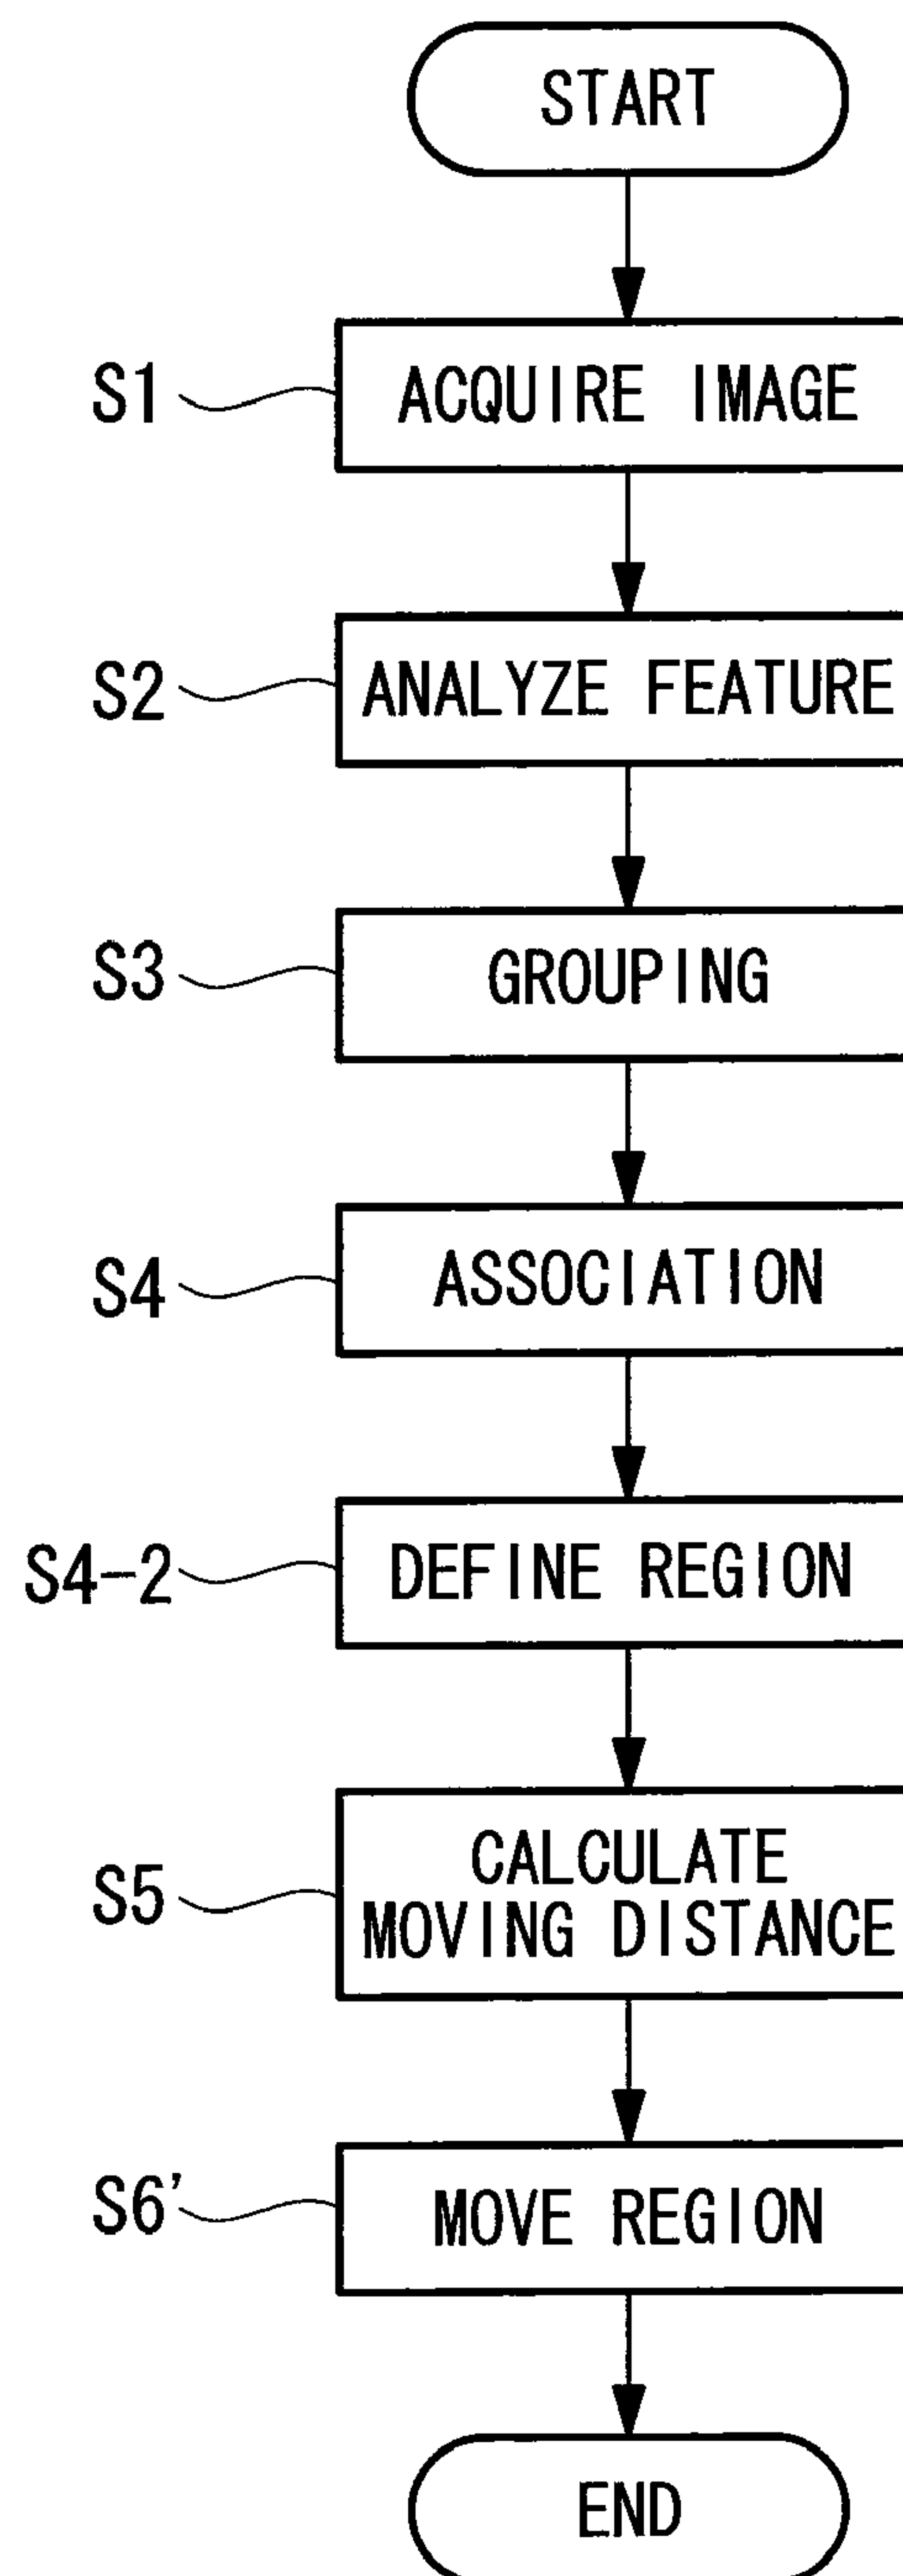 START
S1 ACQUIRE IMAGE
S2 ANALYZE FEATURE
S3 GROUPING
S4 ASSOCIATION
S4-2 DEFINE REGION
S5 CALCULATE
MOVING DISTANCE
S6' MOVE REGION
END